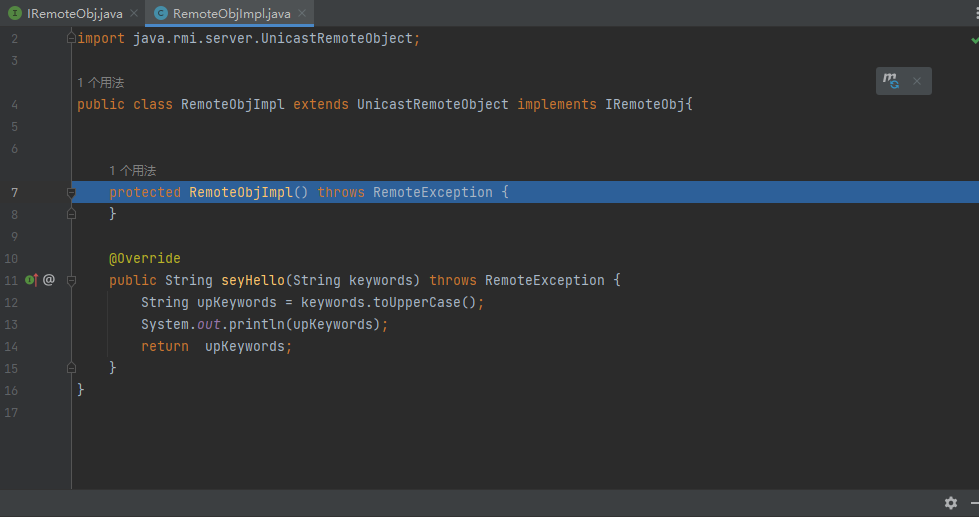 IRemoteObj.java
RemoteObjImpl.java
2 import java.rmi.server.UnicastRemoteObject;
3
1 个用法
4 public class RemoteObjImpl extends UnicastRemoteObject implements IRemoteObj{
5
6
1 个用法
7 protected RemoteObjImpl() throws RemoteException {
8 }
9
10 @Override
11 public String seyHello(String keywords) throws RemoteException {
12 String upKeywords = keywords.toUpperCase();
13 System.out.println(upKeywords);
14 return  upKeywords;
15 }
16 }
17